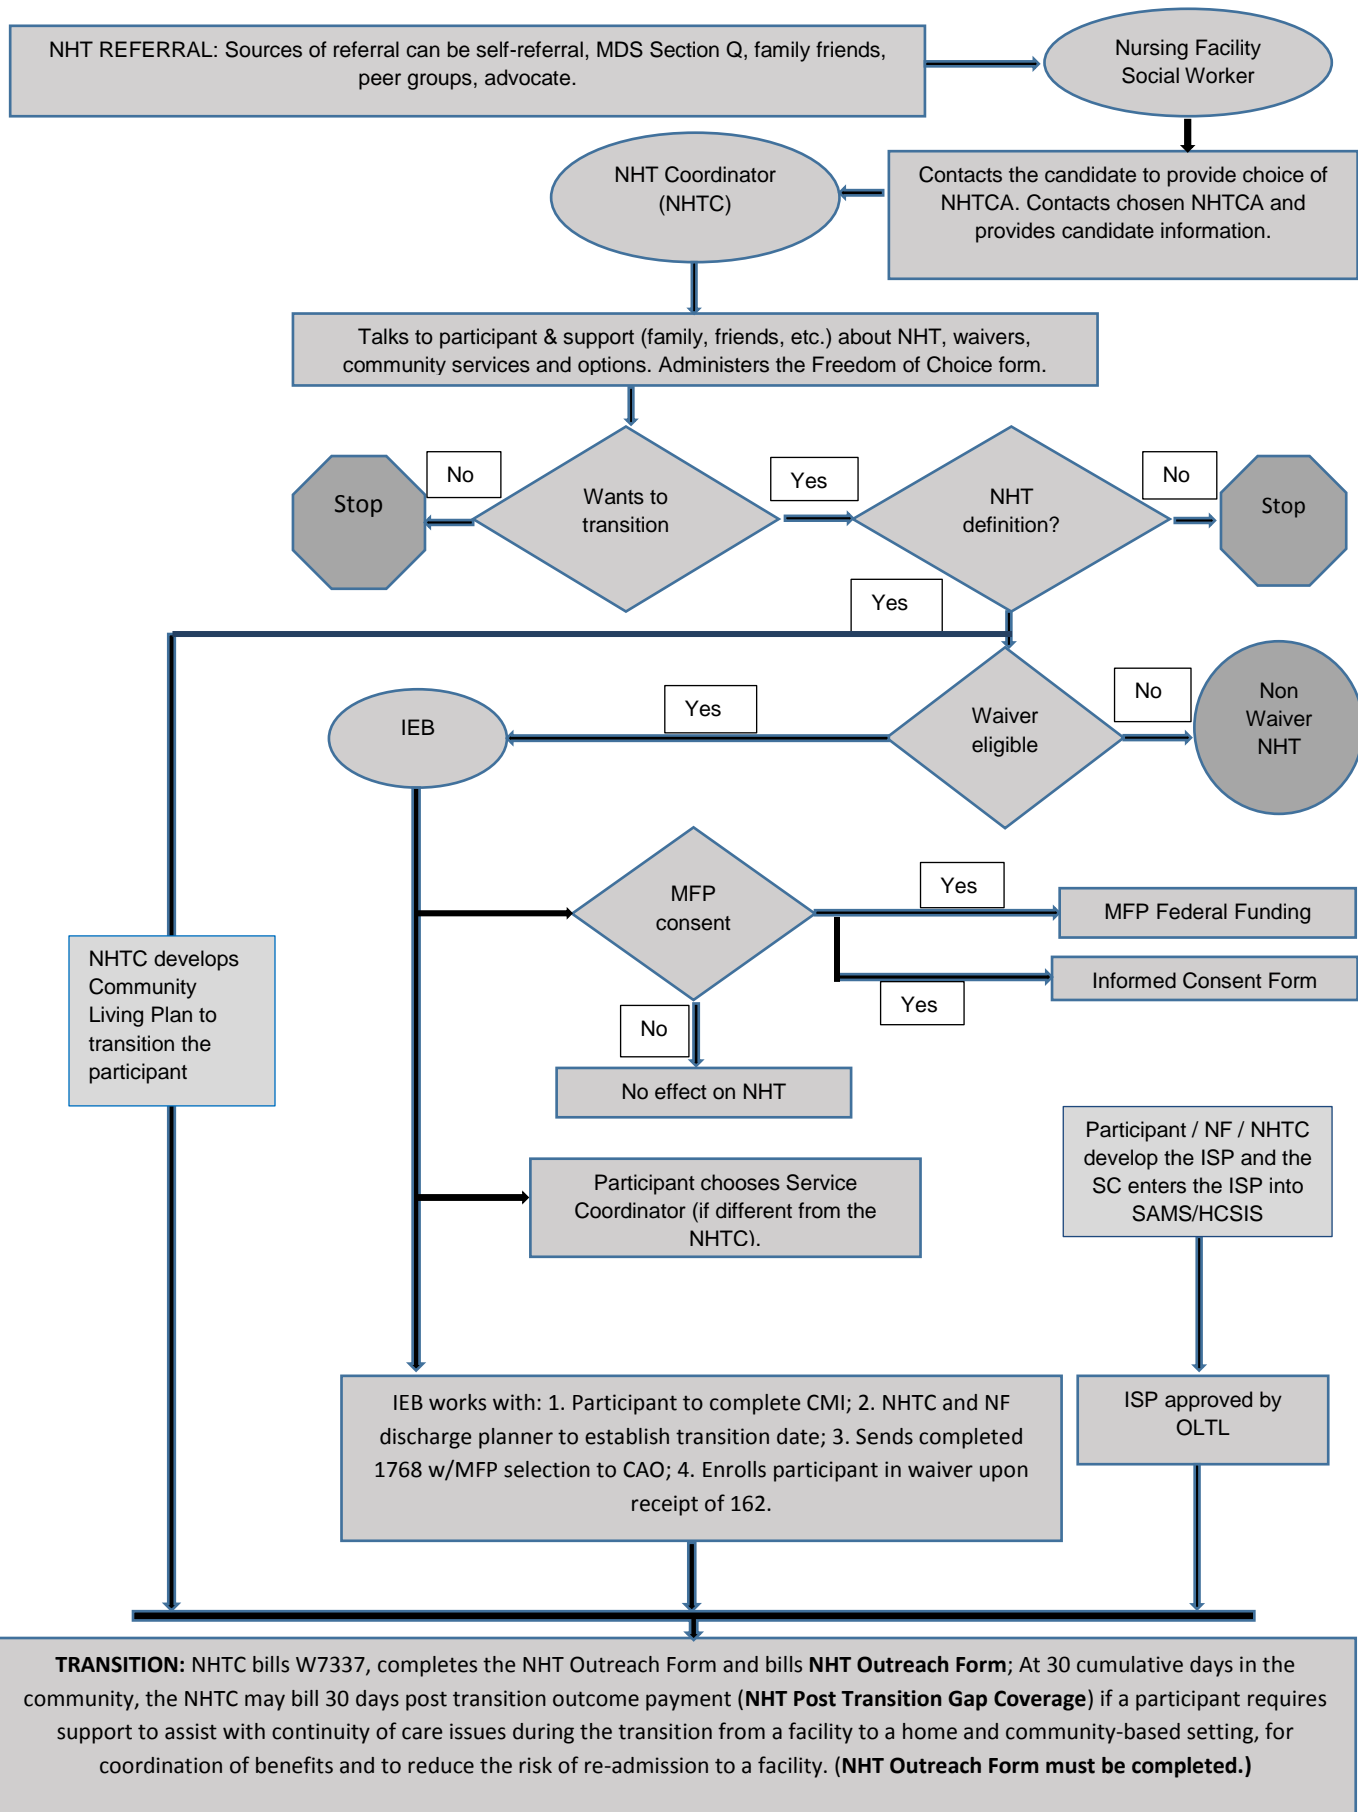 NHT REFERRAL: Sources of referral can be self-referral, MDS Section Q, family friends,
peer groups, advocate.
Nursing Facility
Social Worker
NHT Coordinator
(NHTC)
Contacts the candidate to provide choice of
NHTCA. Contacts chosen NHTCA and
provides candidate information.
Talks to participant & support (family, friends, etc.) about NHT, waivers,
community services and options. Administers the Freedom of Choice form.
Stop
No
Wants to
transition
Yes
NHT
definition?
No
Stop
Yes
IEB
Yes
Waiver
eligible
No
Non
Waiver
NHT
MFP
consent
Yes
MFP Federal Funding
Yes
Informed Consent Form
No
No effect on NHT
NHTC develops
Community
Living Plan to
transition the
participant
Participant chooses Service
Coordinator (if different from the
NHTC).
Participant / NF / NHTC
develop the ISP and the
SC enters the ISP into
SAMS/HCSIS
IEB works with: 1. Participant to complete CMI; 2. NHTC and NF
discharge planner to establish transition date; 3. Sends completed
1768 w/MFP selection to CAO; 4. Enrolls participant in waiver upon
receipt of 162.
ISP approved by
OLTL
TRANSITION: NHTC bills W7337, completes the NHT Outreach Form and bills NHT Outreach Form; At 30 cumulative days in the
community, the NHTC may bill 30 days post transition outcome payment (NHT Post Transition Gap Coverage) if a participant requires
support to assist with continuity of care issues during the transition from a facility to a home and community-based setting, for
coordination of benefits and to reduce the risk of re-admission to a facility. (NHT Outreach Form must be completed.)